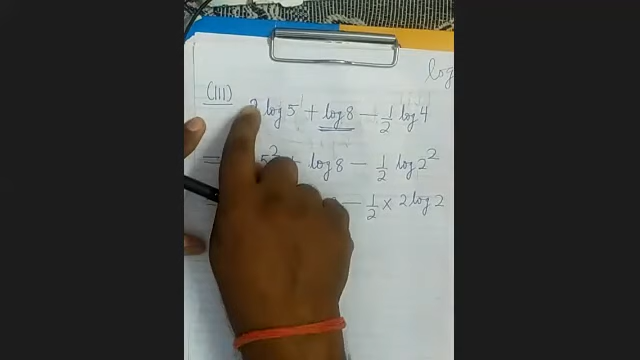 log
(III) 2 log 5 + log 8 - 1/2 log 4
= 5² + log 8 - 1/2 log 2²
- 1/2 × 2 log 2